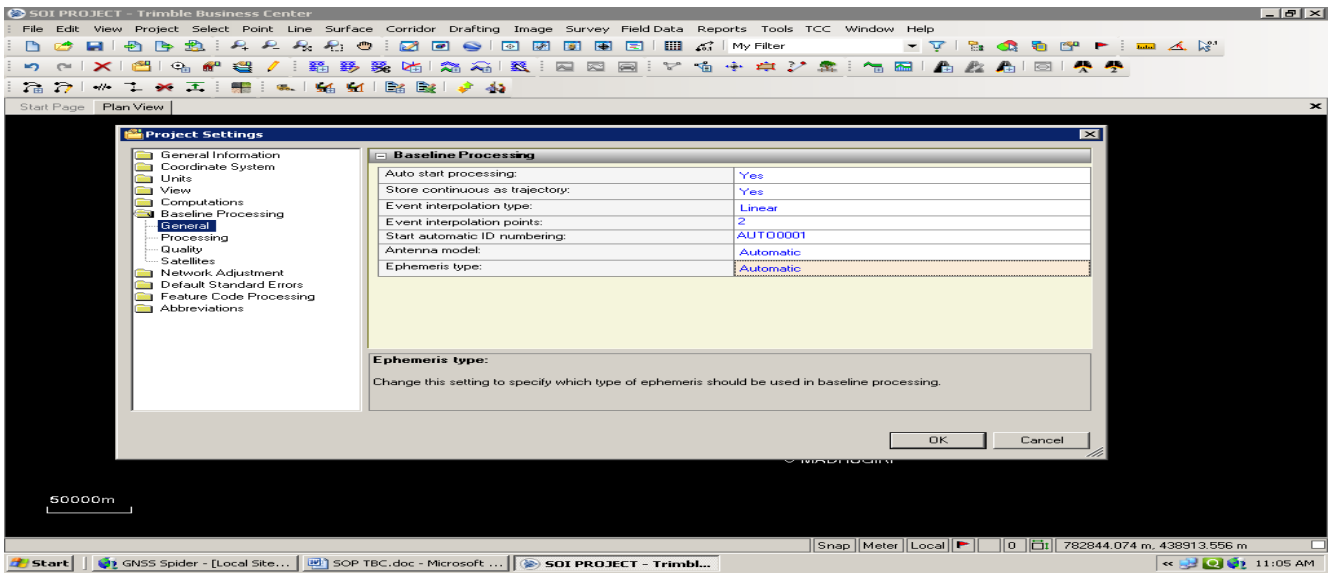 SOI PROJECT - Trimble Business Center
File Edit View Project Select Point Line Surface Corridor Drafting Image Survey Field Data Reports Tools TCC Window Help
My Filter
Start Page Plan View
Project Settings
General Information
Coordinate System
Units
View
Computations
Baseline Processing
General
Processing
Quality
Satellites
Network Adjustment
Default Standard Errors
Feature Code Processing
Abbreviations
Baseline Processing
Auto start processing: Yes
Store continuous as trajectory: Yes
Event interpolation type: Linear
Event interpolation points: 2
Start automatic ID numbering: AUTO0001
Antenna model: Automatic
Ephemeris type: Automatic
Ephemeris type:
Change this setting to specify which type of ephemeris should be used in baseline processing.
OK Cancel
50000m
Snap Meter Local 0 782844.074 m, 438913.556 m
Start GNSS Spider - [Local Site... SOP TBC.doc - Microsoft ... SOI PROJECT - Trimbl... 11:05 AM